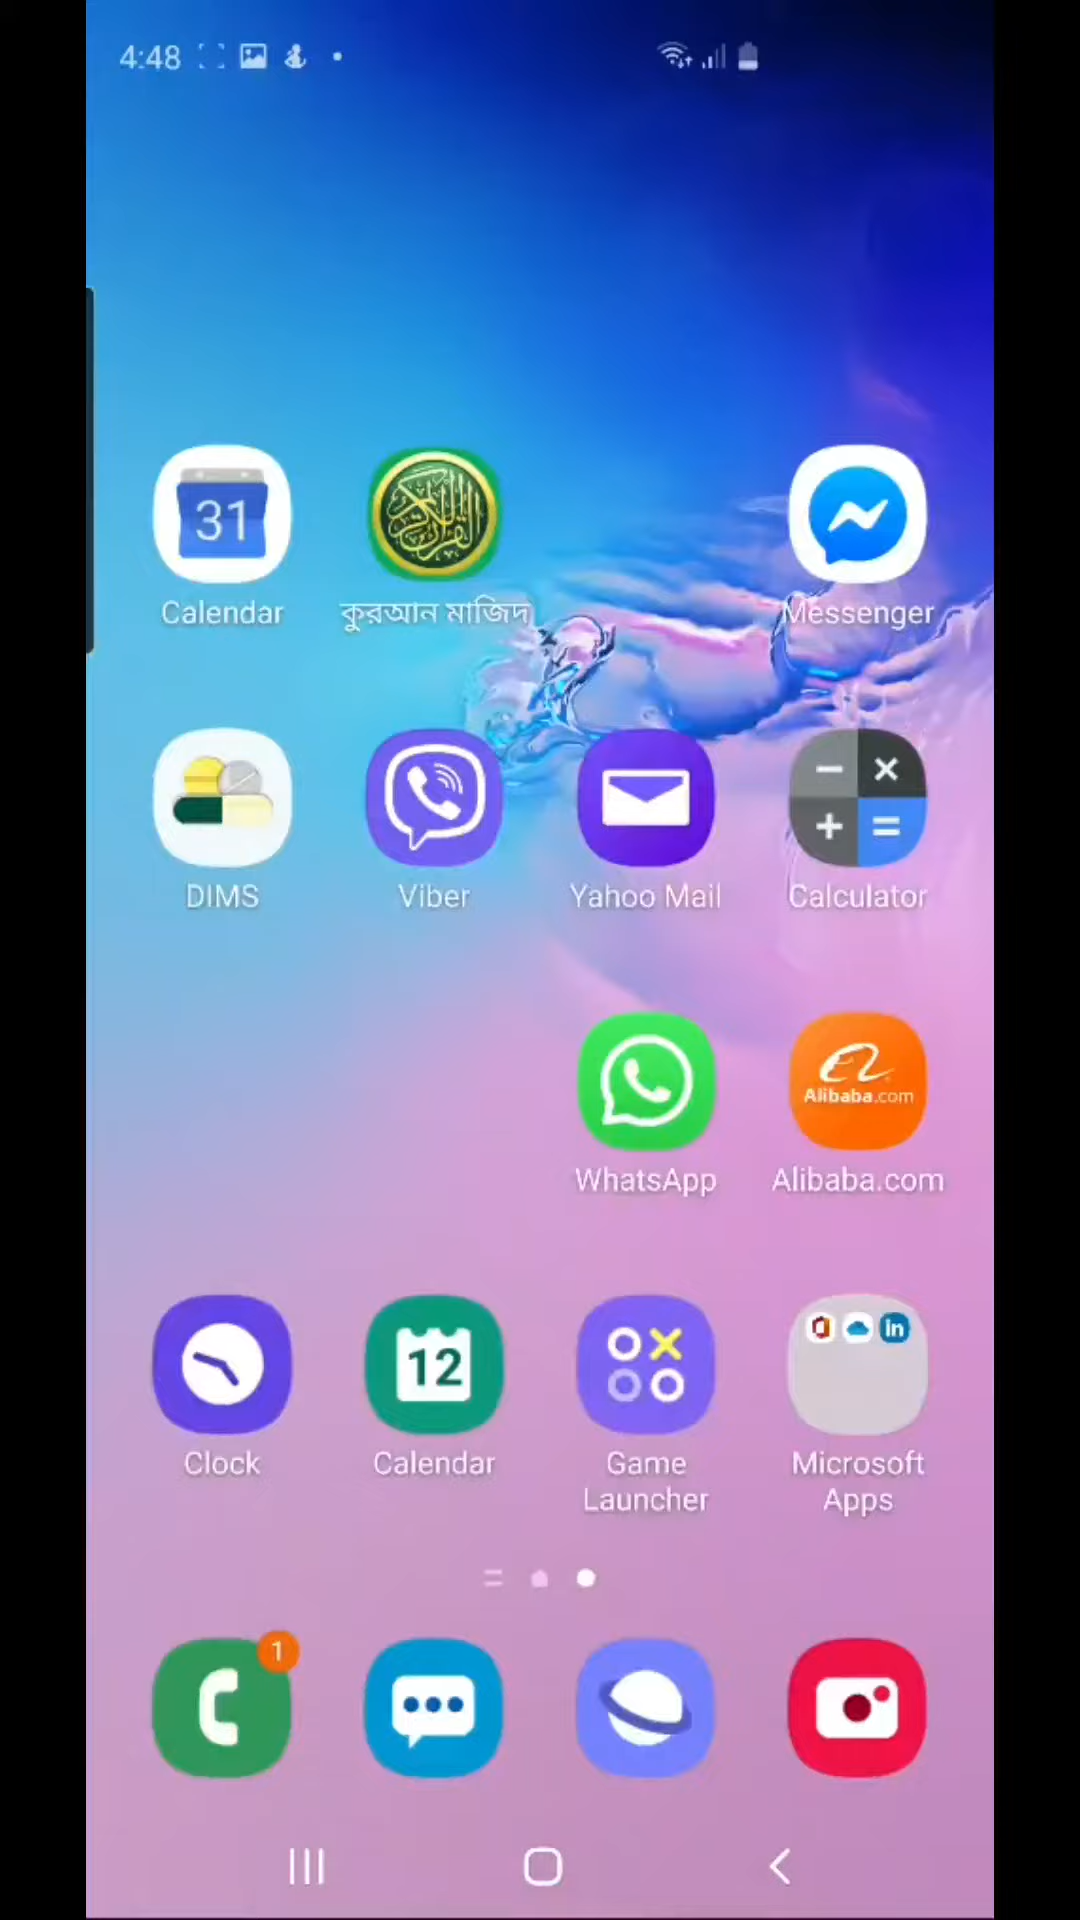 4:48
31
Calendar
কুরআন মাজিদ
Messenger
DIMS
Viber
Yahoo Mail
Calculator
Alibaba.com
WhatsApp
Alibaba.com
12
in
Clock
Calendar
Game
Launcher
Microsoft
Apps
1